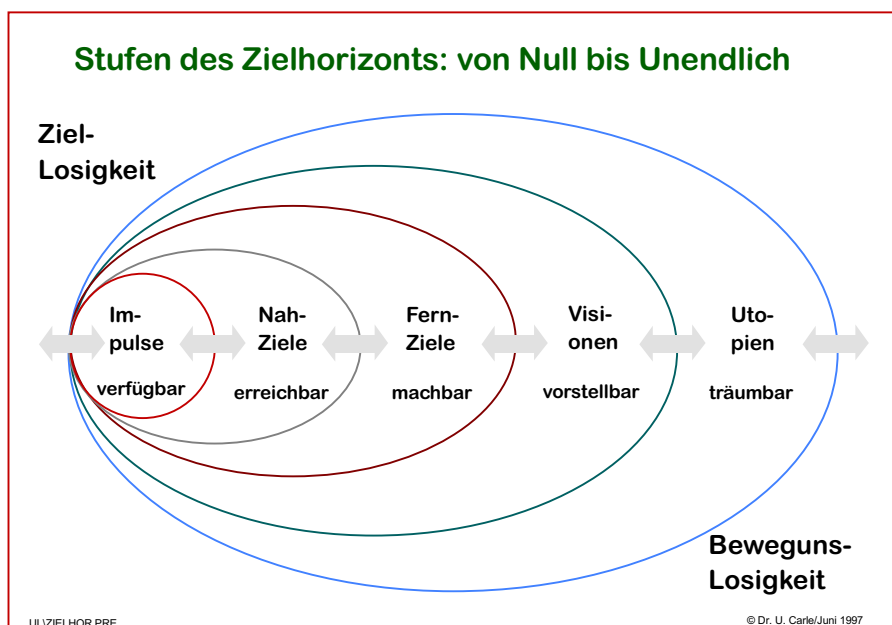 Stufen des Zielhorizonts: von Null bis Unendlich
Ziel-
Losigkeit
Im-
pulse
verfügbar
Nah-
Ziele
erreichbar
Fern-
Ziele
machbar
Visi-
onen
vorstellbar
Uto-
pien
träumbar
Beweguns-
Losigkeit
© Dr. U. Carle/Juni 1997